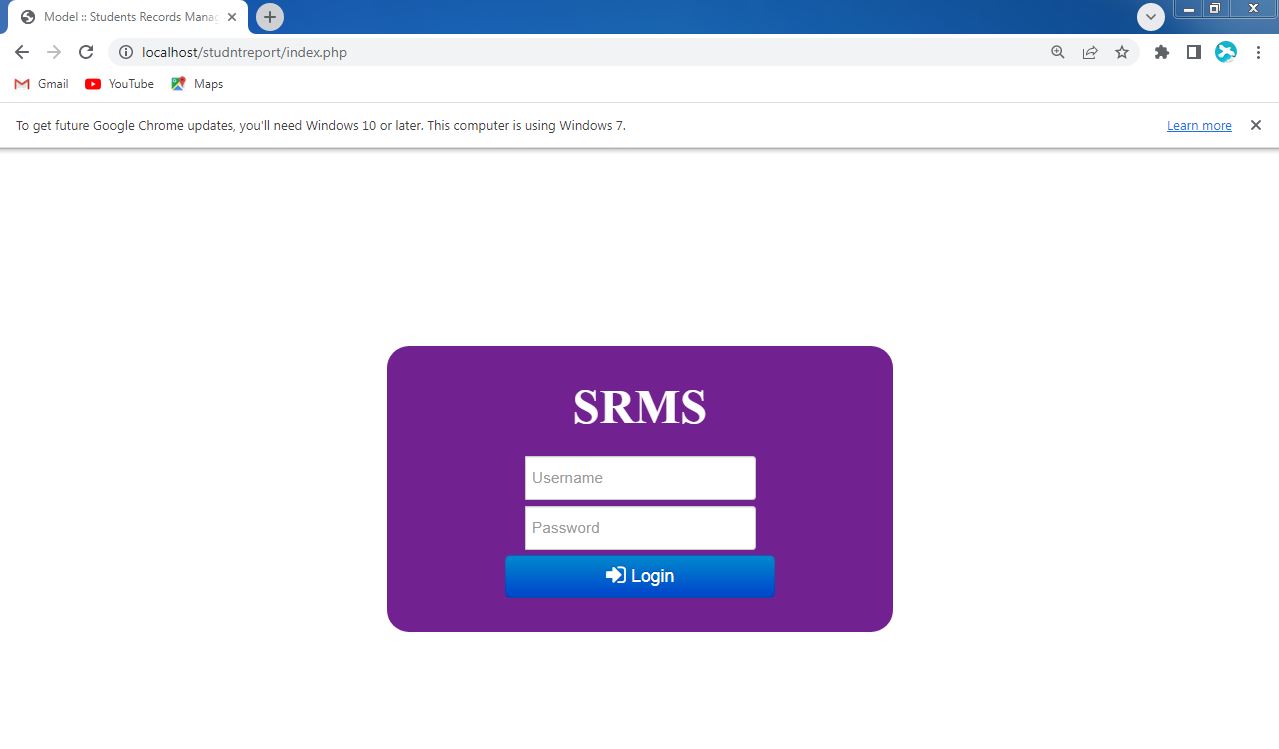 Model :: Students Records Manag
localhost/studntreport/index.php
Gmail YouTube Maps
To get future Google Chrome updates, you'll need Windows 10 or later. This computer is using Windows 7. Learn more
SRMS
Username
Password
Login